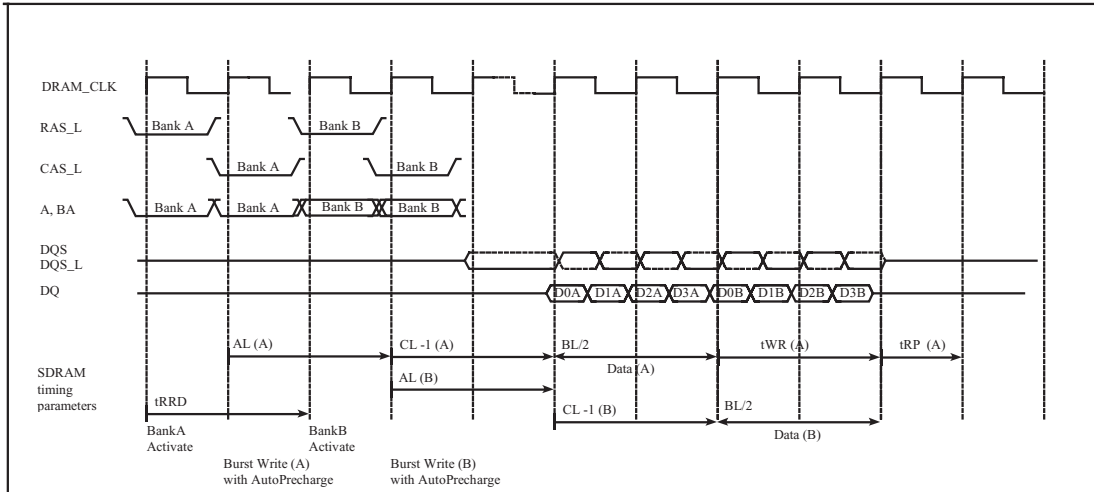 DRAM_CLK
RAS_L
Bank A
Bank B
CAS_L
Bank A
Bank B
A, BA
Bank A
Bank A
Bank B
Bank B
DQS
DQS_L
DQ
D0A
D1A
D2A
D3A
D0B
D1B
D2B
D3B
AL (A)
CL -1 (A)
BL/2
Data (A)
tWR (A)
tRP (A)
SDRAM
timing
parameters
AL (B)
tRRD
CL -1 (B)
BL/2
Data (B)
BankA
Activate
BankB
Activate
Burst Write (A)
with AutoPrecharge
Burst Write (B)
with AutoPrecharge